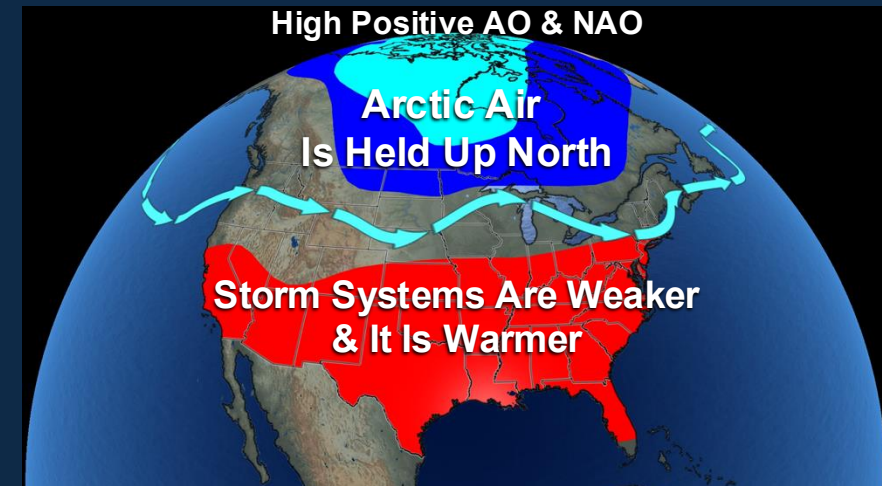 High Positive AO & NAO
Arctic Air
Is Held Up North
Storm Systems Are Weaker
& It Is Warmer